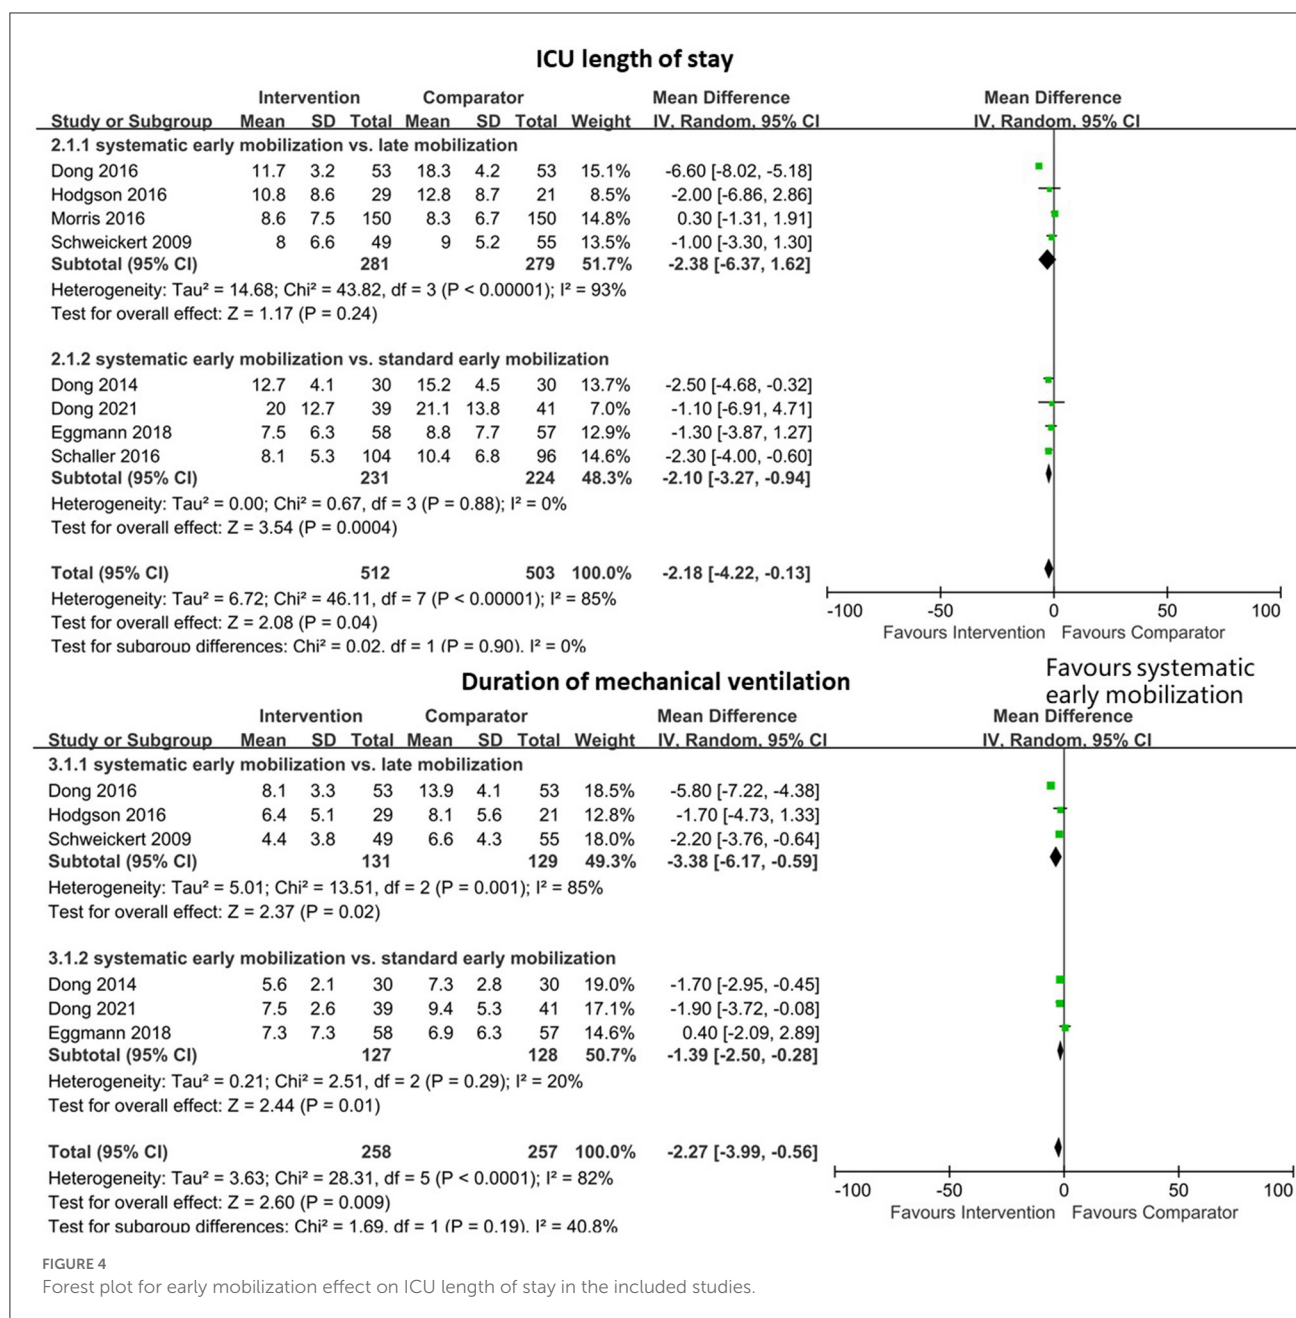 ICU length of stay
Intervention Comparator Mean Difference Mean Difference
Study or Subgroup Mean SD Total Mean SD Total Weight IV, Random, 95% CI IV, Random, 95% CI
2.1.1 systematic early mobilization vs. late mobilization
Dong 2016 11.7 3.2 53 18.3 4.2 53 15.1% -6.60 [-8.02, -5.18]
Hodgson 2016 10.8 8.6 29 12.8 8.7 21 8.5% -2.00 [-6.86, 2.86]
Morris 2016 8.6 7.5 150 8.3 6.7 150 14.8% 0.30 [-1.31, 1.91]
Schweickert 2009 8 6.6 49 9 5.2 55 13.5% -1.00 [-3.30, 1.30]
Subtotal (95% CI) 281 279 51.7% -2.38 [-6.37, 1.62]
Heterogeneity: Tau² = 14.68; Chi² = 43.82, df = 3 (P < 0.00001); I² = 93%
Test for overall effect: Z = 1.17 (P = 0.24)
2.1.2 systematic early mobilization vs. standard early mobilization
Dong 2014 12.7 4.1 30 15.2 4.5 30 13.7% -2.50 [-4.68, -0.32]
Dong 2021 20 12.7 39 21.1 13.8 41 7.0% -1.10 [-6.91, 4.71]
Eggmann 2018 7.5 6.3 58 8.8 7.7 57 12.9% -1.30 [-3.87, 1.27]
Schaller 2016 8.1 5.3 104 10.4 6.8 96 14.6% -2.30 [-4.00, -0.60]
Subtotal (95% CI) 231 224 48.3% -2.10 [-3.27, -0.94]
Heterogeneity: Tau² = 0.00; Chi² = 0.67, df = 3 (P = 0.88); I² = 0%
Test for overall effect: Z = 3.54 (P = 0.0004)
Total (95% CI) 512 503 100.0% -2.18 [-4.22, -0.13]
Heterogeneity: Tau² = 6.72; Chi² = 46.11, df = 7 (P < 0.00001); I² = 85%
Test for overall effect: Z = 2.08 (P = 0.04)
Test for subgroup differences: Chi² = 0.02, df = 1 (P = 0.90), I² = 0%
-100 -50 0 50 100
Favours Intervention Favours Comparator
Favours systematic
early mobilization
Duration of mechanical ventilation
Intervention Comparator Mean Difference Mean Difference
Study or Subgroup Mean SD Total Mean SD Total Weight IV, Random, 95% CI IV, Random, 95% CI
3.1.1 systematic early mobilization vs. late mobilization
Dong 2016 8.1 3.3 53 13.9 4.1 53 18.5% -5.80 [-7.22, -4.38]
Hodgson 2016 6.4 5.1 29 8.1 5.6 21 12.8% -1.70 [-4.73, 1.33]
Schweickert 2009 4.4 3.8 49 6.6 4.3 55 18.0% -2.20 [-3.76, -0.64]
Subtotal (95% CI) 131 129 49.3% -3.38 [-6.17, -0.59]
Heterogeneity: Tau² = 5.01; Chi² = 13.51, df = 2 (P = 0.001); I² = 85%
Test for overall effect: Z = 2.37 (P = 0.02)
3.1.2 systematic early mobilization vs. standard early mobilization
Dong 2014 5.6 2.1 30 7.3 2.8 30 19.0% -1.70 [-2.95, -0.45]
Dong 2021 7.5 2.6 39 9.4 5.3 41 17.1% -1.90 [-3.72, -0.08]
Eggmann 2018 7.3 7.3 58 6.9 6.3 57 14.6% 0.40 [-2.09, 2.89]
Subtotal (95% CI) 127 128 50.7% -1.39 [-2.50, -0.28]
Heterogeneity: Tau² = 0.21; Chi² = 2.51, df = 2 (P = 0.29); I² = 20%
Test for overall effect: Z = 2.44 (P = 0.01)
Total (95% CI) 258 257 100.0% -2.27 [-3.99, -0.56]
Heterogeneity: Tau² = 3.63; Chi² = 28.31, df = 5 (P < 0.0001); I² = 82%
Test for overall effect: Z = 2.60 (P = 0.009)
Test for subgroup differences: Chi² = 1.69, df = 1 (P = 0.19), I² = 40.8%
-100 -50 0 50 100
Favours Intervention Favours Comparator
FIGURE 4
Forest plot for early mobilization effect on ICU length of stay in the included studies.